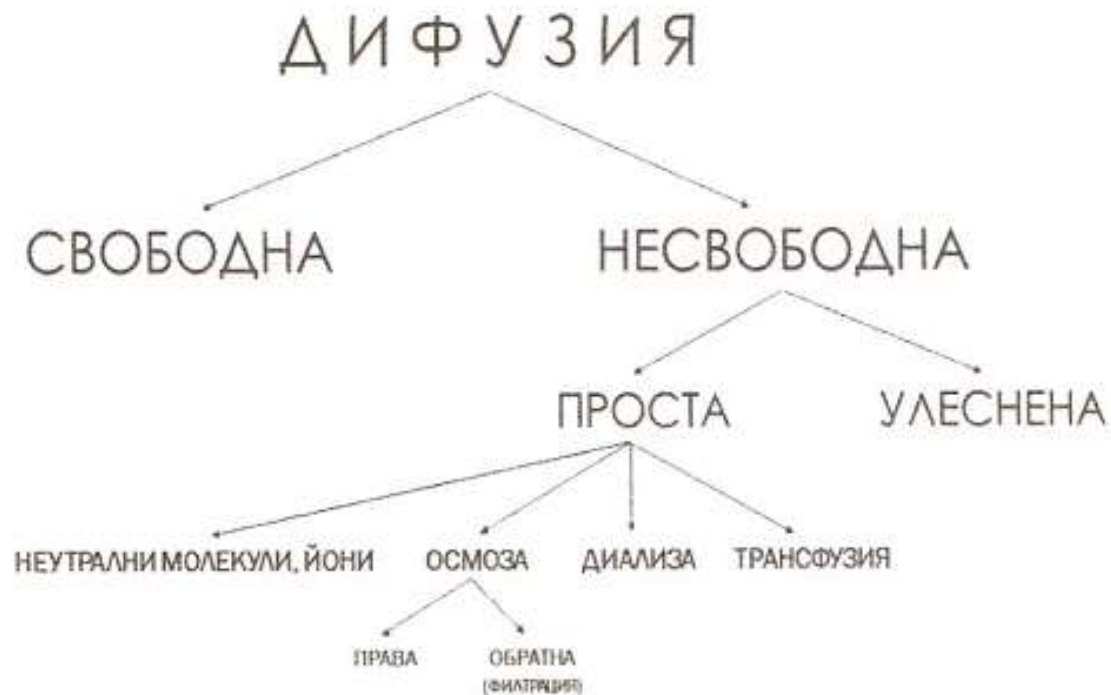 ДИФУЗИЯ
СВОБОДНА НЕСВОБОДНА
ПРОСТА УЛЕСНЕНА
НЕУТРАЛНИ МОЛЕКУЛИ, ЙОНИ ОСМОЗА ДИАЛИЗА ТРАНСФУЗИЯ
ПРАВА ОБРАТНА
(ФИЛТРАЦИЯ)